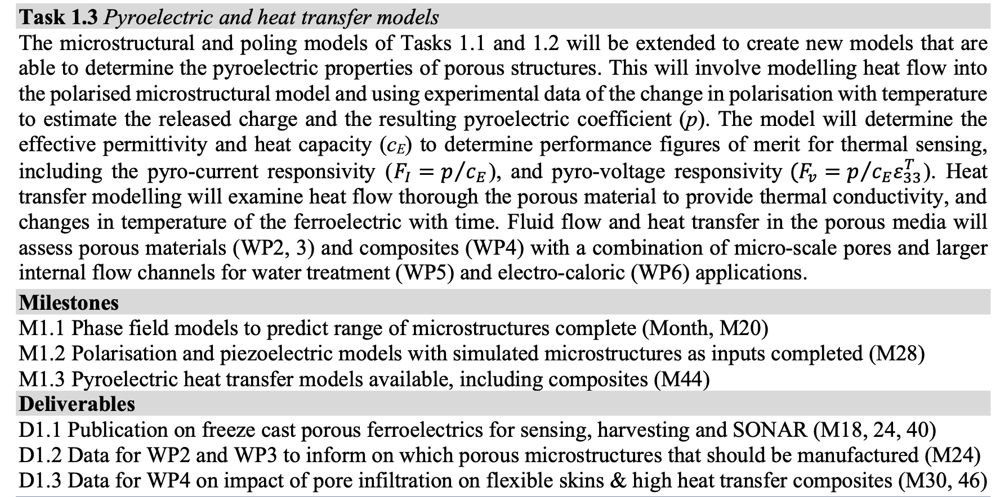 Task 1.3 Pyroelectric and heat transfer models
The microstructural and poling models of Tasks 1.1 and 1.2 will be extended to create new models that are
able to determine the pyroelectric properties of porous structures. This will involve modelling heat flow into
the polarised microstructural model and using experimental data of the change in polarisation with temperature
to estimate the released charge and the resulting pyroelectric coefficient (p). The model will determine the
effective permittivity and heat capacity (c_E) to determine performance figures of merit for thermal sensing,
including the pyro-current responsivity (F_I = p/c_E), and pyro-voltage responsivity (F_v = p/c_E ε_33^T). Heat
transfer modelling will examine heat flow thorough the porous material to provide thermal conductivity, and
changes in temperature of the ferroelectric with time. Fluid flow and heat transfer in the porous media will
assess porous materials (WP2, 3) and composites (WP4) with a combination of micro-scale pores and larger
internal flow channels for water treatment (WP5) and electro-caloric (WP6) applications.
Milestones
M1.1 Phase field models to predict range of microstructures complete (Month, M20)
M1.2 Polarisation and piezoelectric models with simulated microstructures as inputs completed (M28)
M1.3 Pyroelectric heat transfer models available, including composites (M44)
Deliverables
D1.1 Publication on freeze cast porous ferroelectrics for sensing, harvesting and SONAR (M18, 24, 40)
D1.2 Data for WP2 and WP3 to inform on which porous microstructures that should be manufactured (M24)
D1.3 Data for WP4 on impact of pore infiltration on flexible skins & high heat transfer composites (M30, 46)